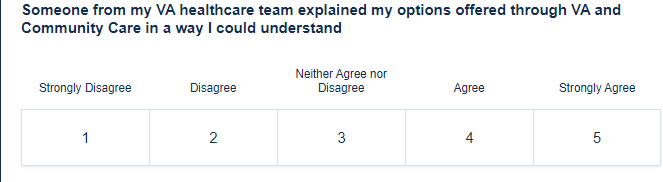 Someone from my VA healthcare team explained my options offered through VA and
Community Care in a way I could understand
Neither Agree nor
Strongly Disagree Disagree Disagree Agree Strongly Agree
1 2 3 4 5